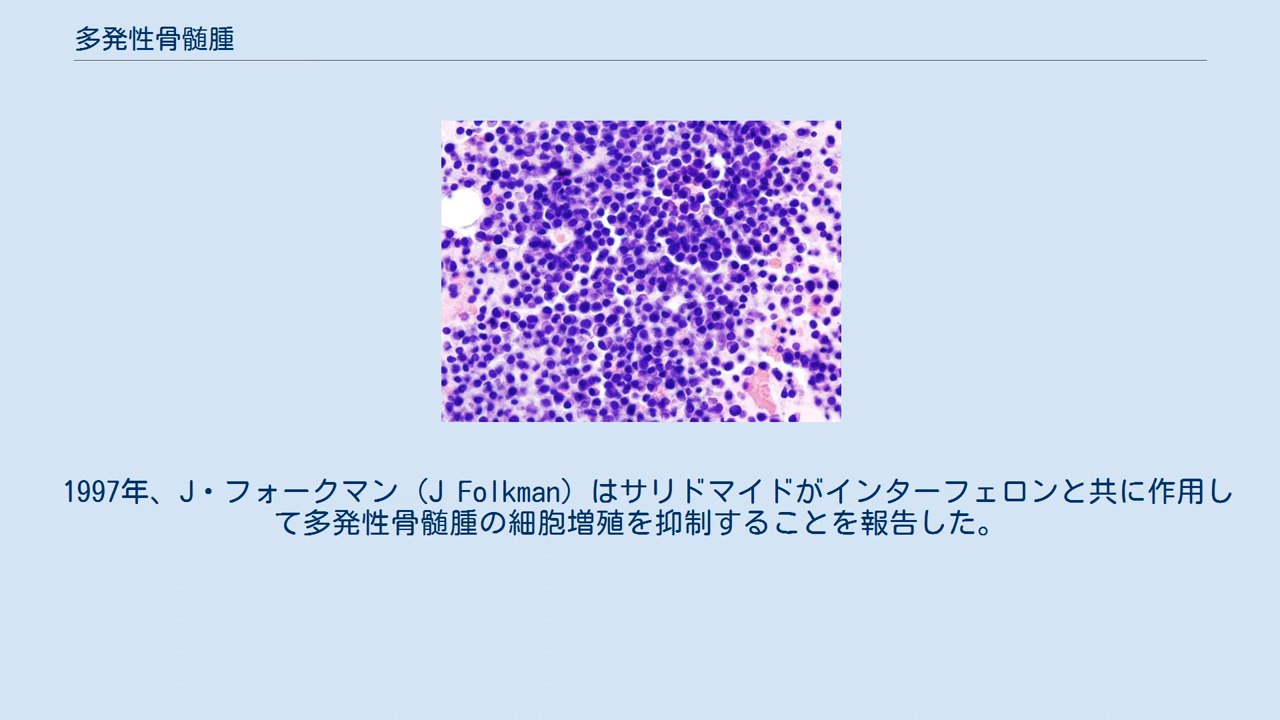 多発性骨髄腫
1997年、J・フォークマン（J Folkman）はサリドマイドがインターフェロンと共に作用し
て多発性骨髄腫の細胞増殖を抑制することを報告した。